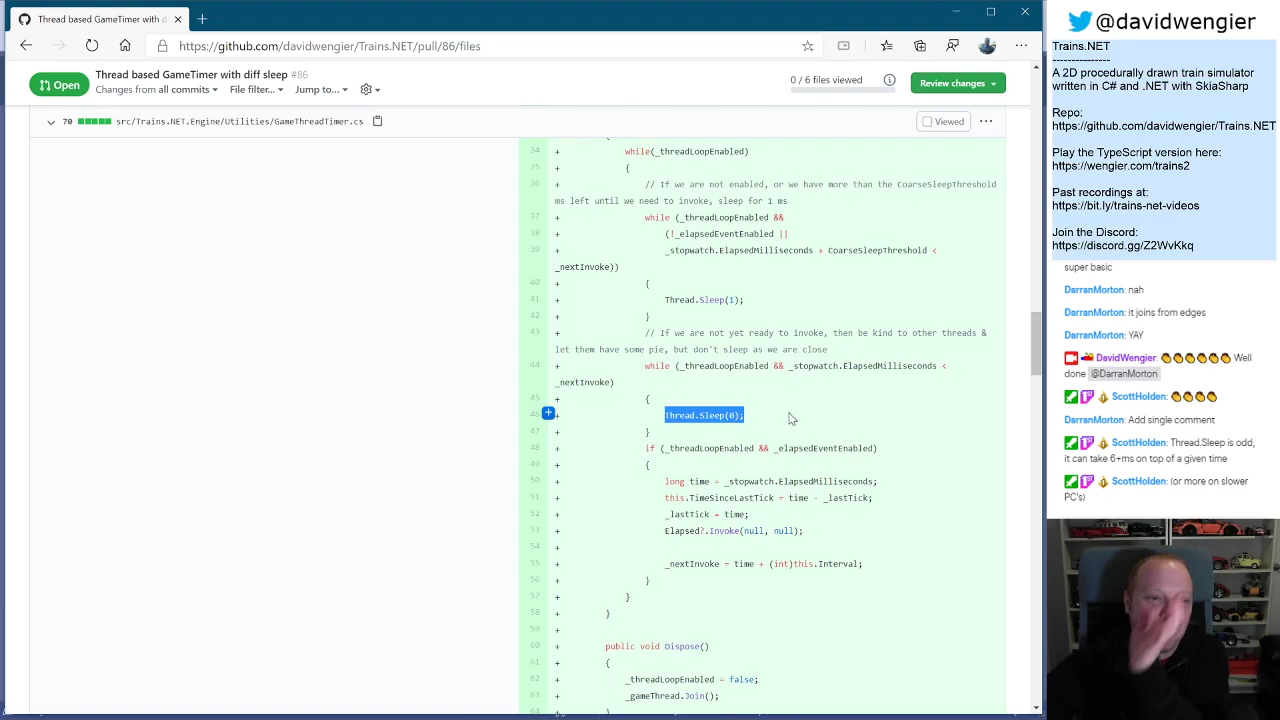 Thread based GameTimer with d
https://github.com/davidwengier/Trains.NET/pull/86/files
Open
Thread based GameTimer with diff sleep #86
Changes from all commits
File filter...
Jump to...
0 / 6 files viewed
Review changes
70
src/Trains.NET.Engine/Utilities/GameThreadTimer.cs
Viewed
34 + while(_threadLoopEnabled)
35 + {
36 + // If we are not enabled, or we have more than the CoarseSleepThreshold
ms left until we need to invoke, sleep for 1 ms
37 + while (_threadLoopEnabled &&
38 + (!_elapsedEventEnabled ||
39 + _stopwatch.ElapsedMilliseconds + CoarseSleepThreshold <
_nextInvoke))
40 + {
41 + Thread.Sleep(1);
42 + }
43 + // If we are not yet ready to invoke, then be kind to other threads &
let them have some pie, but don't sleep as we are close
44 + while (_threadLoopEnabled && _stopwatch.ElapsedMilliseconds <
_nextInvoke)
45 + {
46 + Thread.Sleep(0);
47 + }
48 + if (_threadLoopEnabled && _elapsedEventEnabled)
49 + {
50 + long time = _stopwatch.ElapsedMilliseconds;
51 + this.TimeSinceLastTick = time - _lastTick;
52 + _lastTick = time;
53 + Elapsed?.Invoke(null, null);
54 +
55 + _nextInvoke = time + (int)this.Interval;
56 + }
57 + }
58 + }
59 +
60 + public void Dispose()
61 + {
62 + _threadLoopEnabled = false;
63 + _gameThread.Join();
64 + }
@davidwengier
Trains.NET
---------------
A 2D procedurally drawn train simulator
written in C# and .NET with SkiaSharp
Repo:
https://github.com/davidwengier/Trains.NET
Play the TypeScript version here:
https://wengier.com/trains2
Past recordings at:
https://bit.ly/trains-net-videos
Join the Discord:
https://discord.gg/Z2WvKkq
super basic
DarranMorton: nah
DarranMorton: it joins from edges
DarranMorton: YAY
DavidWengier: 👏👏👏👏👏👏 Well
done @DarranMorton
ScottHolden: 👏👏👏👏
DarranMorton: Add single comment
ScottHolden: Thread.Sleep is odd,
it can take 6+ms on top of a given time
ScottHolden: (or more on slower
PC's)